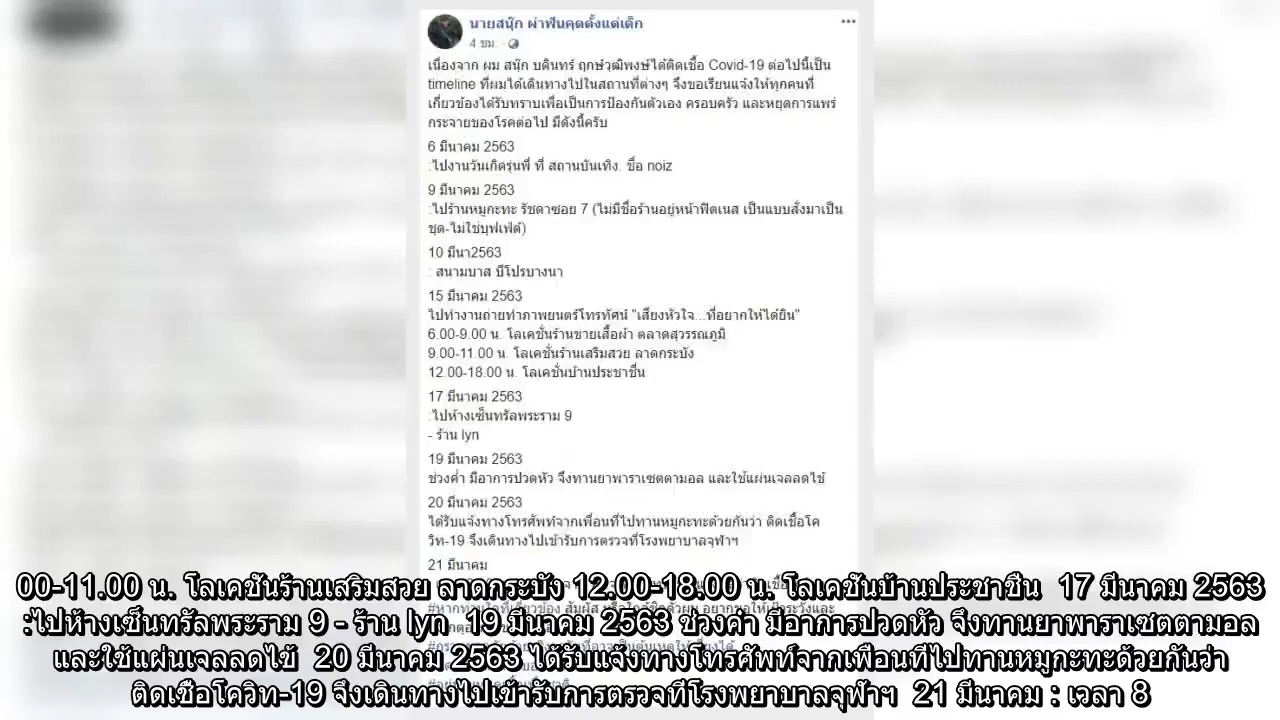 นายสนุ๊ก ผ่าฟันคุดตั้งแต่เด็ก
4 ชม.
เนื่องจาก ผม สนุ๊ก บดินทร์ ฤกษ์วุฒิพงษ์ได้ติดเชื้อ Covid-19 ต่อไปนี้เป็น
timeline ที่ผมได้เดินทางไปในสถานที่ต่างๆ จึงขอเรียนแจ้งให้ทุกคนที่
เกี่ยวข้องได้รับทราบเพื่อเป็นการป้องกันตัวเอง ครอบครัว และหยุดการแพร่
กระจายของโรคต่อไป มีดังนี้ครับ
6 มีนาคม 2563
:ไปงานวันเกิดรุ่นพี่ ที่ สถานบันเทิง. ชื่อ noiz
9 มีนาคม 2563
:ไปร้านหมูกะทะ รัชดาซอย 7 (ไม่มีชื่อร้านอยู่หน้าฟิตเนส เป็นแบบสั่งมาเป็น
ชุด-ไม่ใช่บุฟเฟ่ต์)
10 มีนา2563
: สนามบาส บีโปรบางนา
15 มีนาคม 2563
ไปทำงานถ่ายทำภาพยนตร์โทรทัศน์ "เสียงหัวใจ...ที่อยากให้ได้ยิน"
6.00-9.00 น. โลเคชั่นร้านขายเสื้อผ้า ตลาดสุวรรณภูมิ
9.00-11.00 น. โลเคชั่นร้านเสริมสวย ลาดกระบัง
12.00-18.00 น. โลเคชั่นบ้านประชาชื่น
17 มีนาคม 2563
:ไปห้างเซ็นทรัลพระราม 9
- ร้าน lyn
19 มีนาคม 2563
ช่วงค่ำ มีอาการปวดหัว จึงทานยาพาราเซตตามอล และใช้แผ่นเจลลดไข้
20 มีนาคม 2563
ได้รับแจ้งทางโทรศัพท์จากเพื่อนที่ไปทานหมูกะทะด้วยกันว่า ติดเชื้อโค
วิท-19 จึงเดินทางไปเข้ารับการตรวจที่โรงพยาบาลจุฬาฯ
21 มีนาคม
00-11.00 น. โลเคชั่นร้านเสริมสวย ลาดกระบัง 12.00-18.00 น. โลเคชั่นบ้านประชาชื่น 17 มีนาคม 2563
:ไปห้างเซ็นทรัลพระราม 9 - ร้าน lyn 19 มีนาคม 2563 ช่วงค่ำ มีอาการปวดหัว จึงทานยาพาราเซตตามอล
และใช้แผ่นเจลลดไข้ 20 มีนาคม 2563 ได้รับแจ้งทางโทรศัพท์จากเพื่อนที่ไปทานหมูกะทะด้วยกันว่า
ติดเชื้อโควิท-19 จึงเดินทางไปเข้ารับการตรวจที่โรงพยาบาลจุฬาฯ 21 มีนาคม : เวลา 8